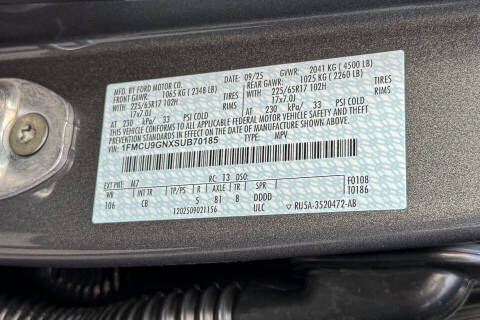 MFD. BY FORD MOTOR CO. 09/25 GVWR: 2041 KG (4500 LB)
FRONT GAWR: 1065 KG (2348 LB) REAR GAWR: 1025 KG (2260 LB)
225/65R17 102H TIRES 225/65R17 102H TIRES
17x7.0J RIMS 17x7.0J RIMS
AT 230 kPa/ 33 PSI COLD AT 230 kPa/ 33 PSI COLD
THIS VEHICLE CONFORMS TO ALL APPLICABLE FEDERAL MOTOR VEHICLE SAFETY AND THEFT
PREVENTION STANDARDS IN EFFECT ON THE DATE OF MANUFACTURE SHOWN ABOVE.
VIN: 1FMCU9GNXSUB70185 TYPE: MPV
EXT PNT: M7 RC: 13 DSO:
WB INT TR TP/PS R AXLE TR SPR F0108
106 CB S 81 8 DDDD T0186
1202509021156 ULC RU5A-3520472-AB